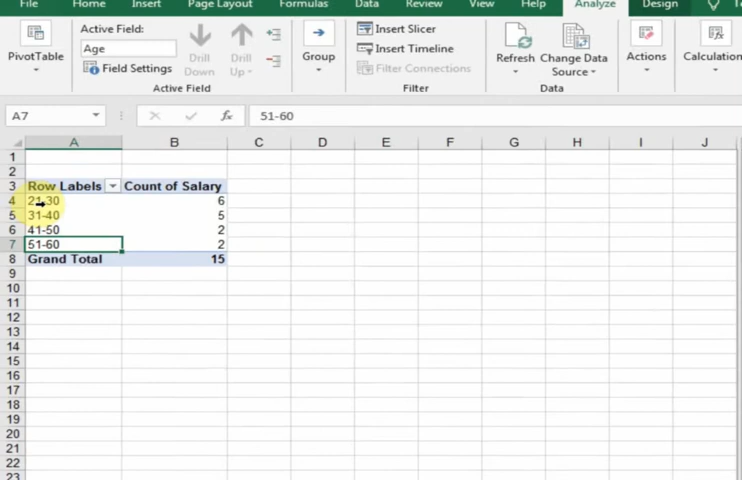 File Home Insert Page Layout Formulas Data Review View Help Analyze Design
Active Field:
Age
Field Settings
PivotTable
Drill Down
Drill Up
Active Field
Group
Insert Slicer
Insert Timeline
Filter Connections
Filter
Refresh
Change Data Source
Data
Actions
Calculation
A7 fx 51-60
A B C D E F G H I J
1
2
3 Row Labels Count of Salary
4 21-30 6
5 31-40 5
6 41-50 2
7 51-60 2
8 Grand Total 15
9
10
11
12
13
14
15
16
17
18
19
20
21
22
23